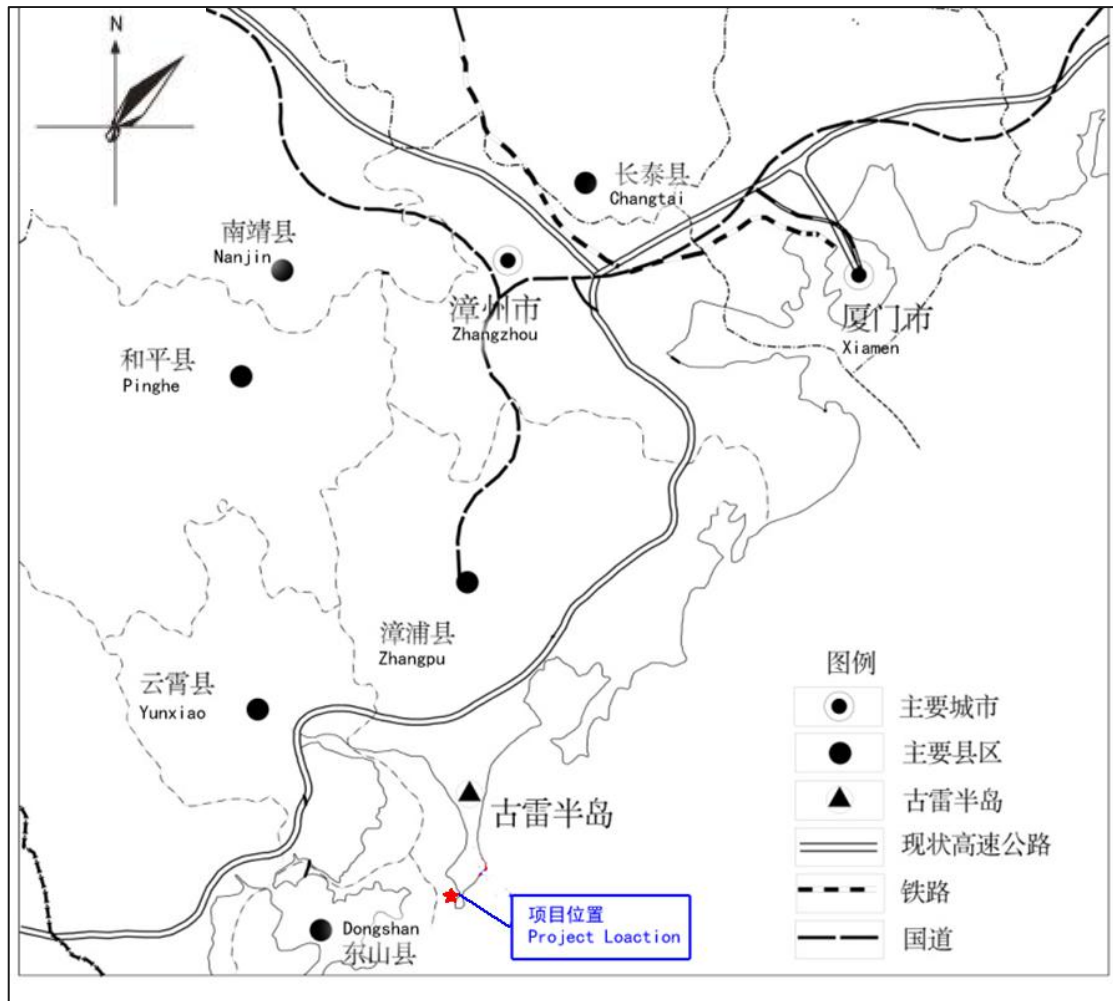 N
长泰县
Changtai
南靖县
Nanjin
漳州市
Zhangzhou
厦门市
Xiamen
和平县
Pinghe
漳浦县
Zhangpu
云霄县
Yunxiao
古雷半岛
Dongshan
东山县
项目位置
Project Loaction
图例
主要城市
主要县区
古雷半岛
现状高速公路
铁路
国道